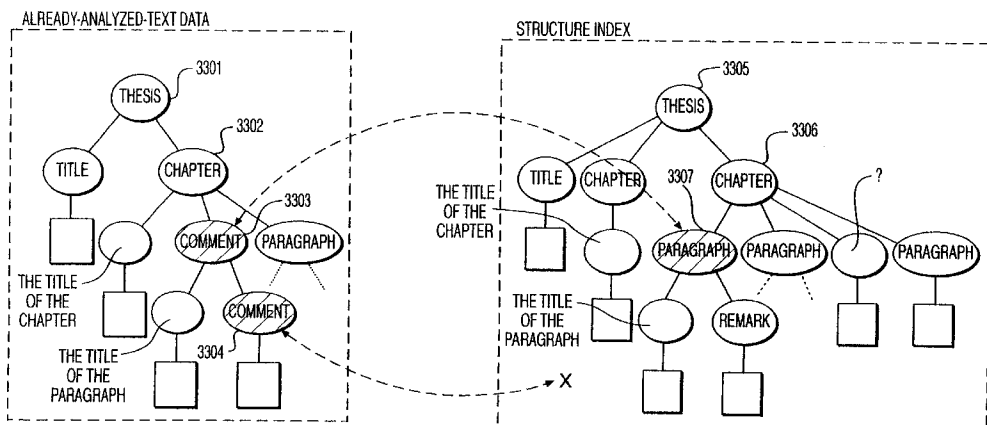 ALREADY-ANALYZED-TEXT DATA
3301
THESIS
3302
TITLE
CHAPTER
3303
COMMENT
PARAGRAPH
THE TITLE
OF THE
CHAPTER
COMMENT
3304
THE TITLE
OF THE
PARAGRAPH
STRUCTURE INDEX
3305
THESIS
3306
TITLE
CHAPTER
CHAPTER
?
3307
THE TITLE
OF THE
CHAPTER
PARAGRAPH
PARAGRAPH
PARAGRAPH
THE TITLE
OF THE
PARAGRAPH
REMARK
X